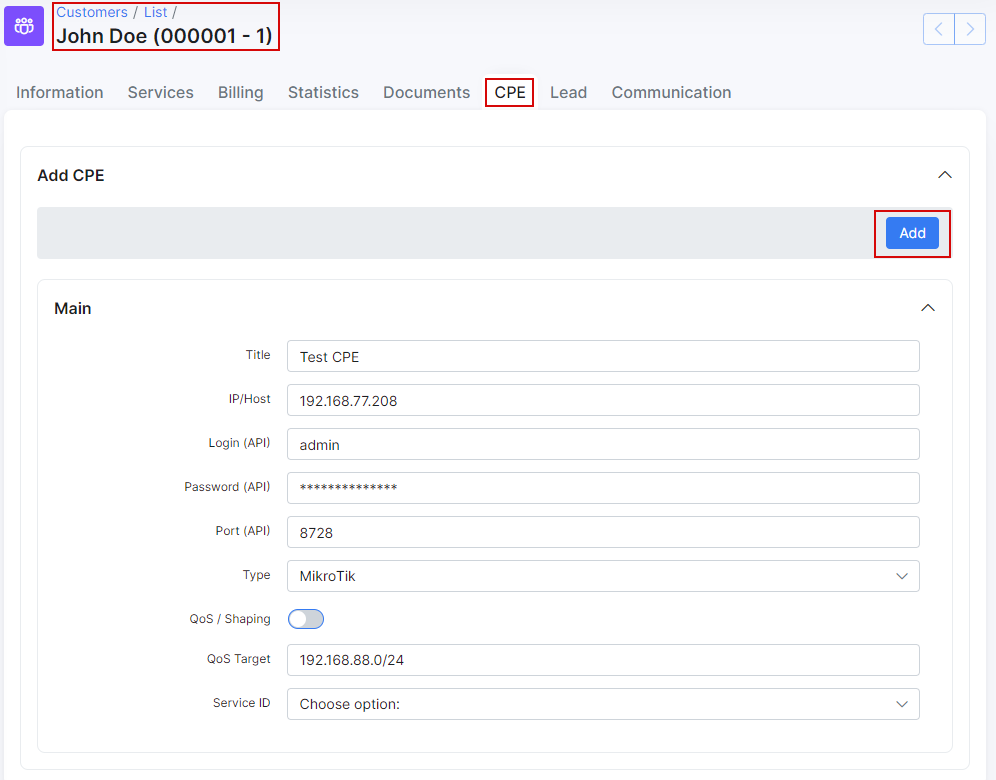 Customers / List /
John Doe (000001 - 1)
Information Services Billing Statistics Documents CPE Lead Communication
Add CPE
Add
Main
Title Test CPE
IP/Host 192.168.77.208
Login (API) admin
Password (API) **************
Port (API) 8728
Type MikroTik
QoS / Shaping
QoS Target 192.168.88.0/24
Service ID Choose option: